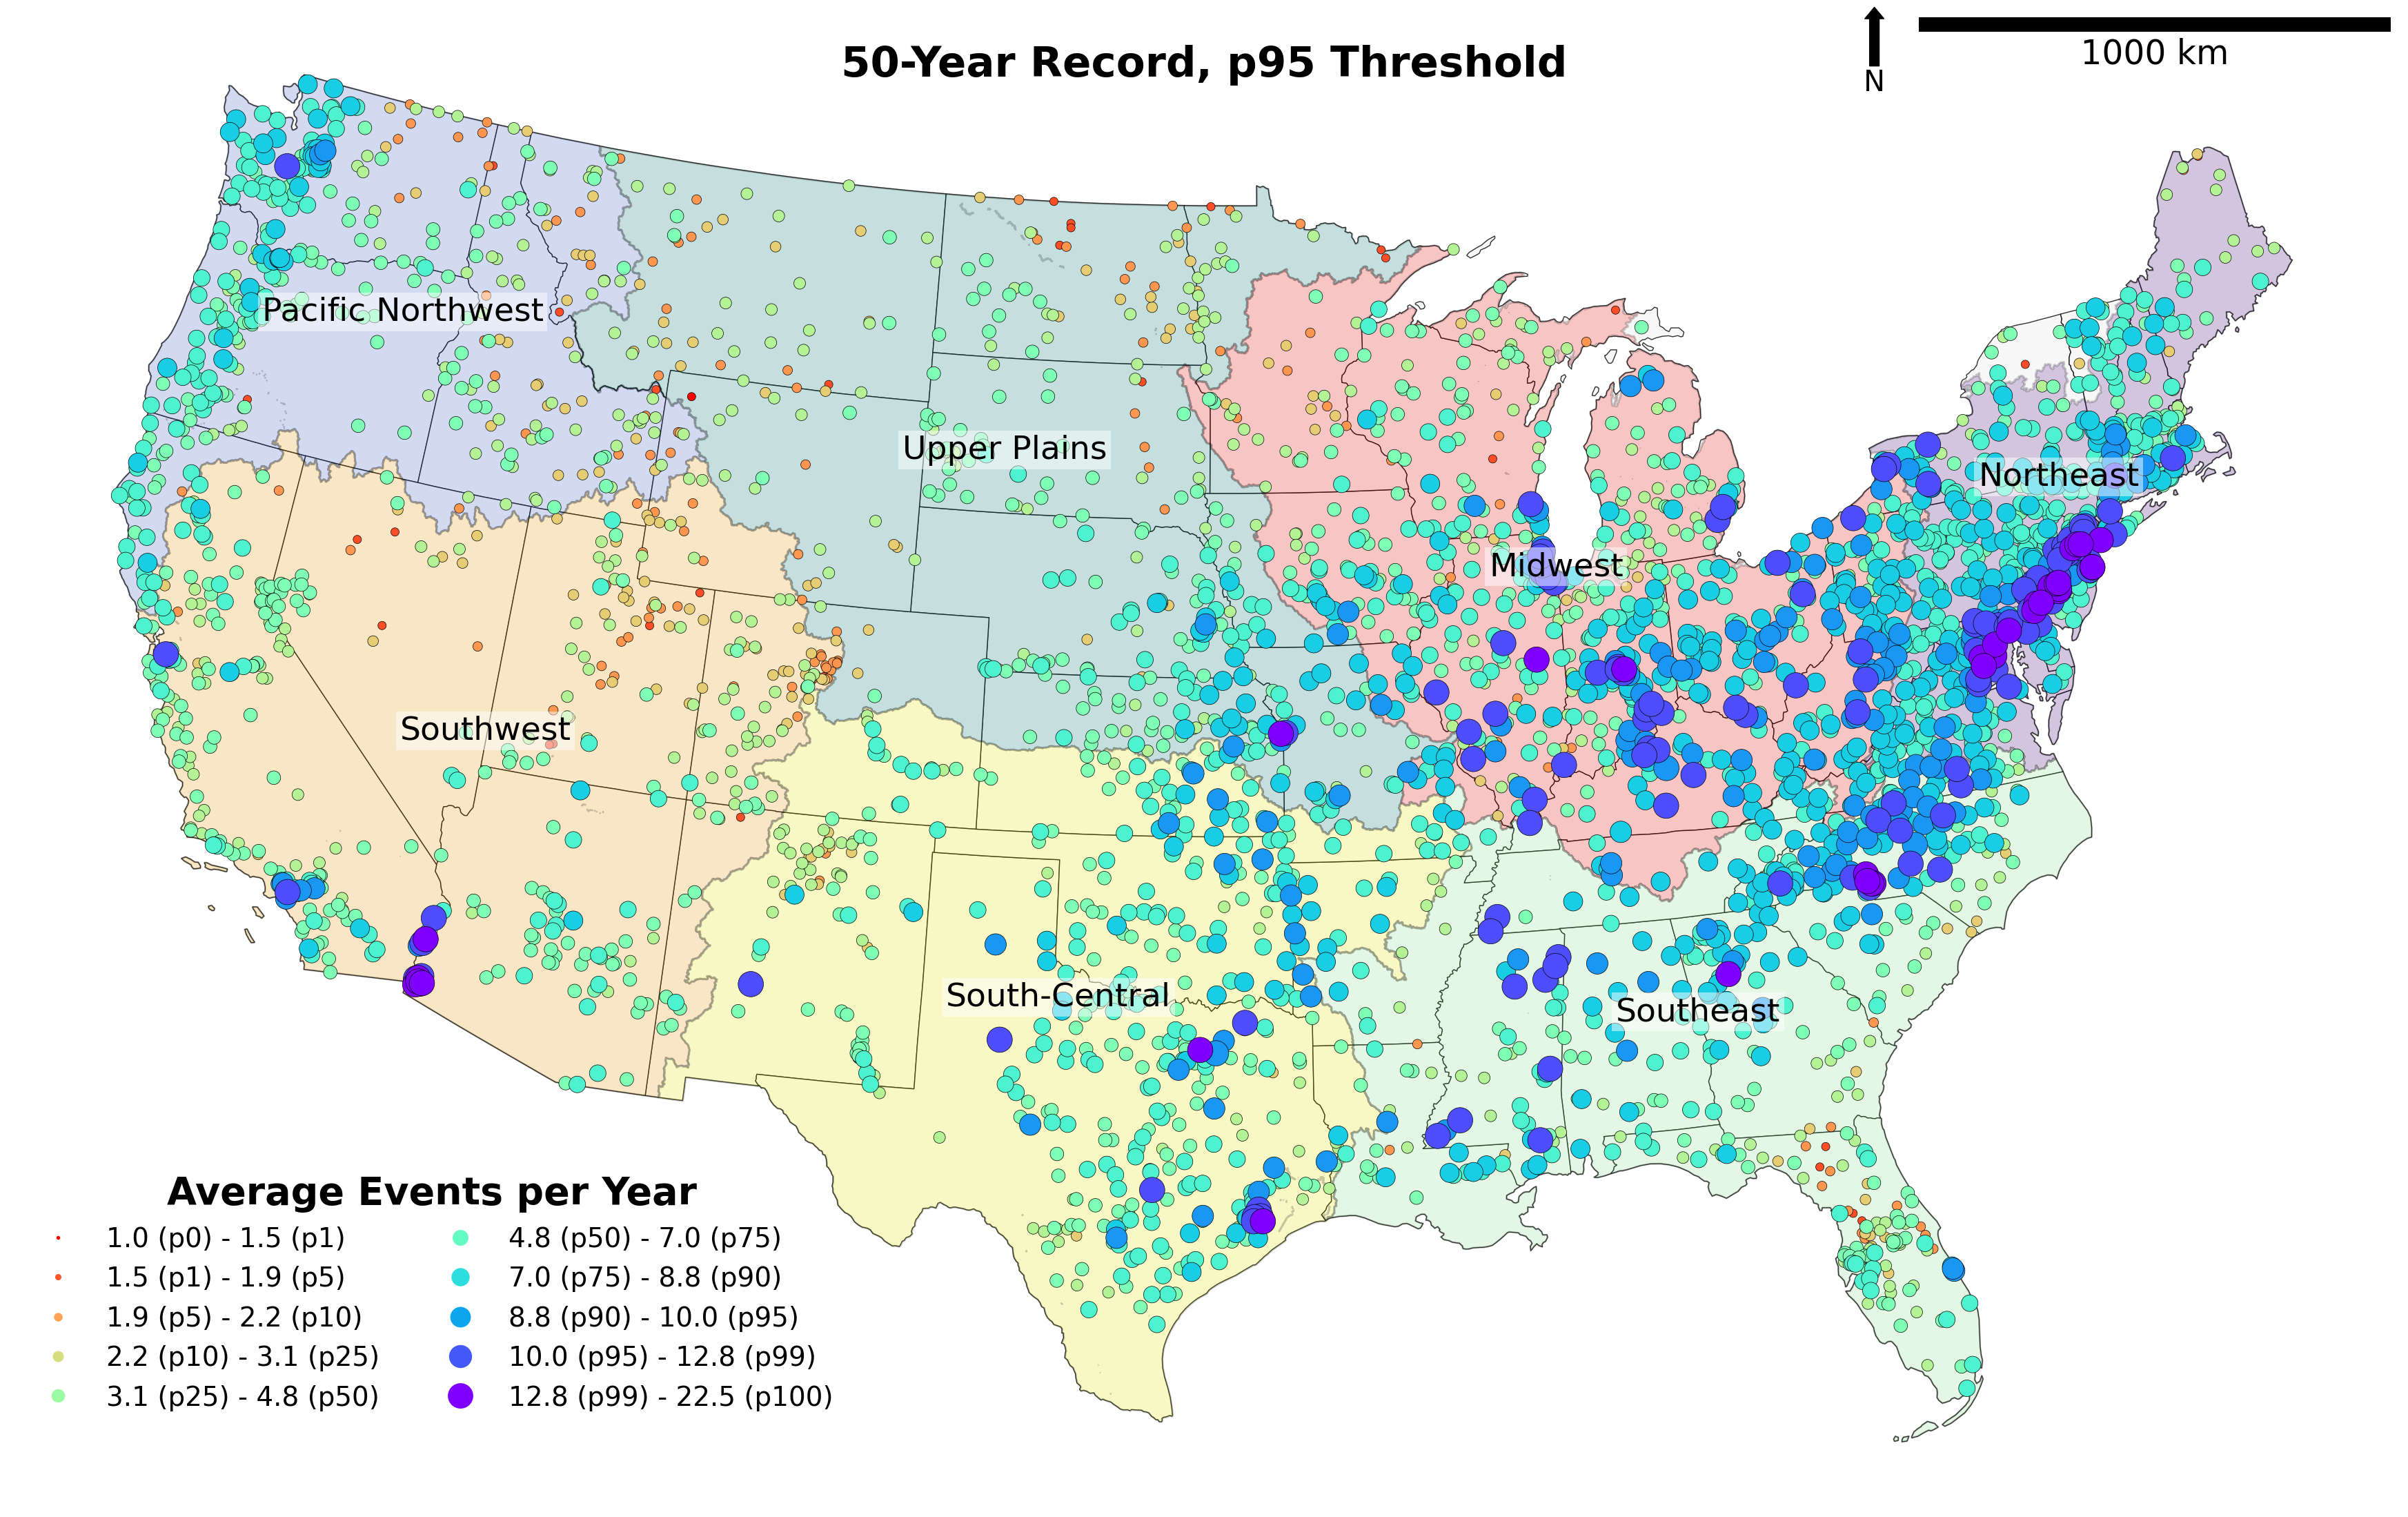 50-Year Record, p95 Threshold
N
1000 km
Pacific Northwest
Upper Plains
Northeast
Midwest
Southwest
South-Central
Southeast
Average Events per Year
1.0 (p0) - 1.5 (p1)
1.5 (p1) - 1.9 (p5)
1.9 (p5) - 2.2 (p10)
2.2 (p10) - 3.1 (p25)
3.1 (p25) - 4.8 (p50)
4.8 (p50) - 7.0 (p75)
7.0 (p75) - 8.8 (p90)
8.8 (p90) - 10.0 (p95)
10.0 (p95) - 12.8 (p99)
12.8 (p99) - 22.5 (p100)